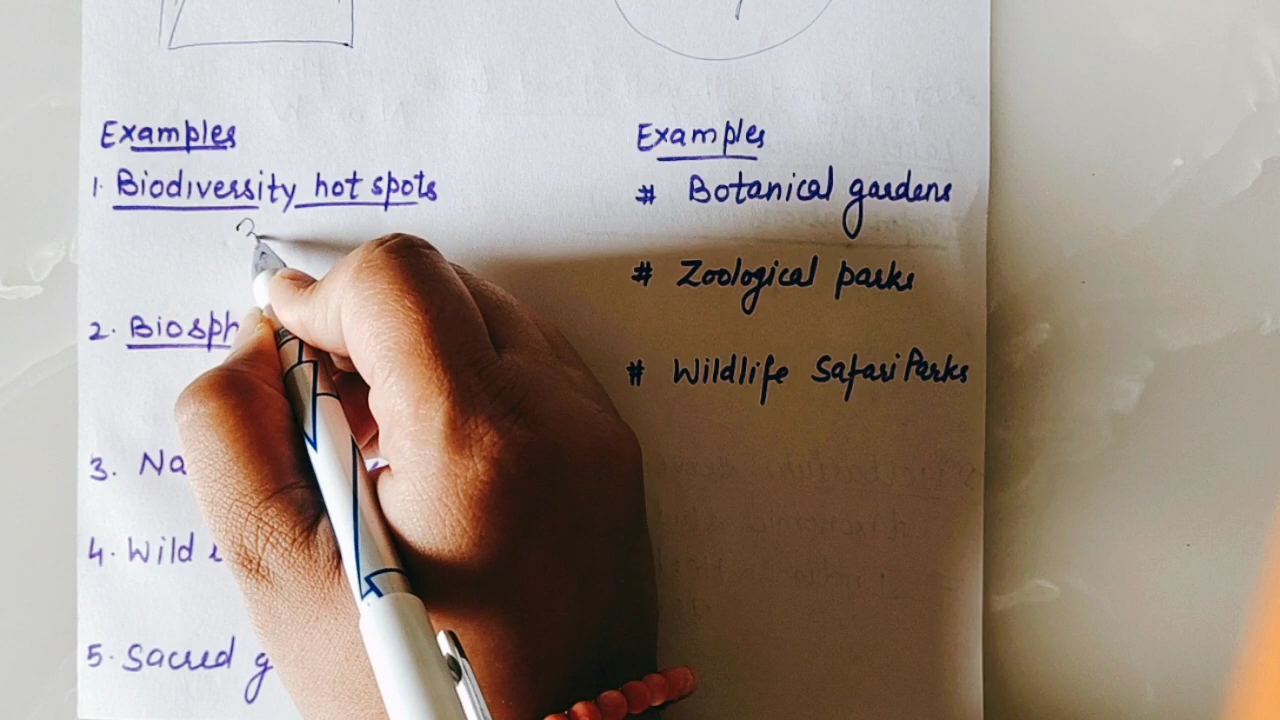 Examples
1. Biodiversity hot spots
2. Biosph
3. Na
4. Wild
5. Sacred g
Examples
# Botanical gardens
# Zoological parks
# Wildlife Safari Parks